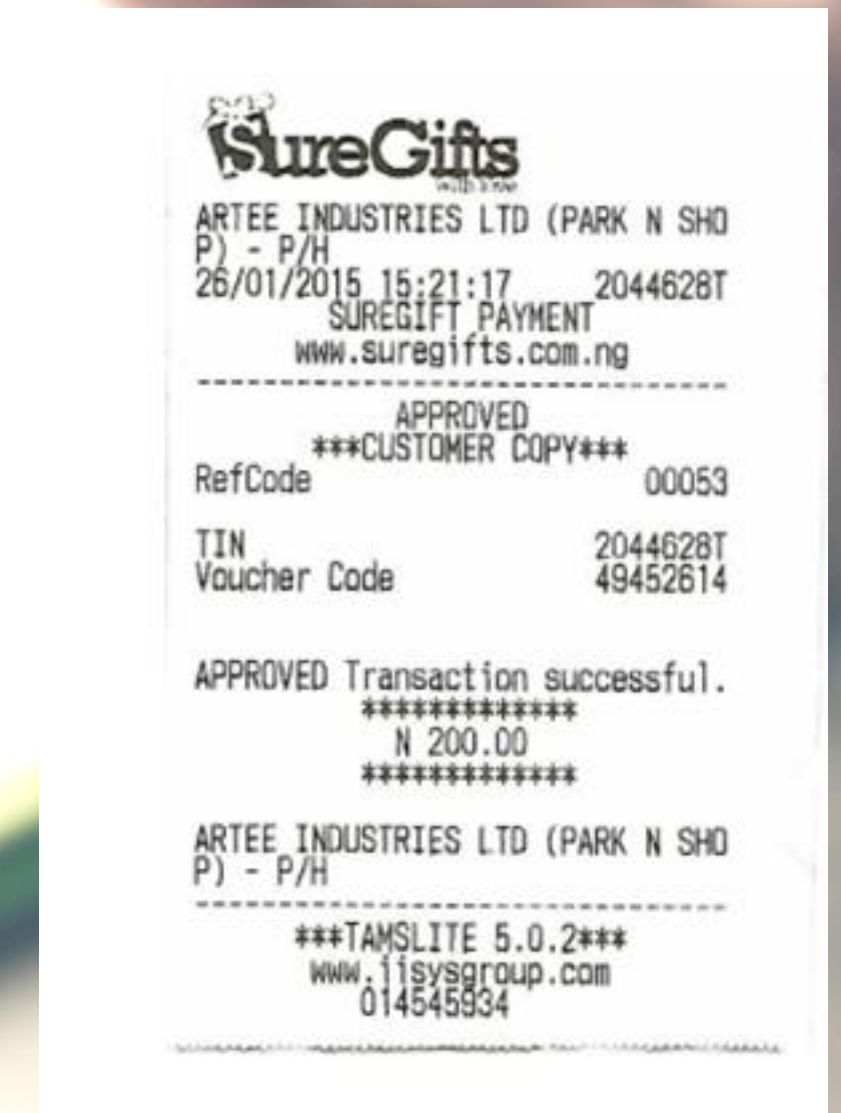 SureGifts
with love
ARTEE INDUSTRIES LTD (PARK N SHO
P) - P/H
26/01/2015 15:21:17 2044628T
SUREGIFT PAYMENT
www.suregifts.com.ng
--------------------------------
APPROVED
***CUSTOMER COPY***
RefCode 00053
TIN 2044628T
Voucher Code 49452614
APPROVED Transaction successful.
*************
N 200.00
*************
ARTEE INDUSTRIES LTD (PARK N SHO
P) - P/H
--------------------------------
***TAMSLITE 5.0.2***
www.iisysgroup.com
014545934